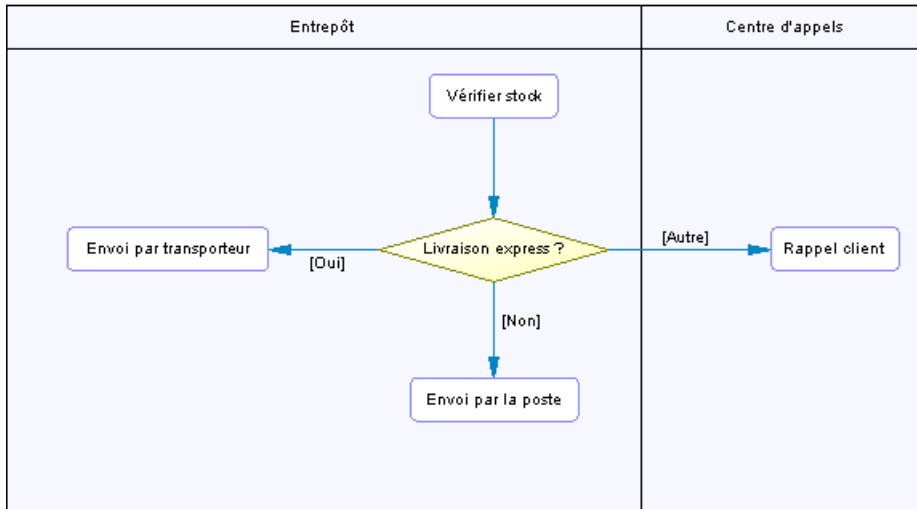 Entrepôt
Centre d'appels
Vérifier stock
Envoi par transporteur
[Oui]
Livraison express ?
[Autre]
Rappel client
[Non]
Envoi par la poste